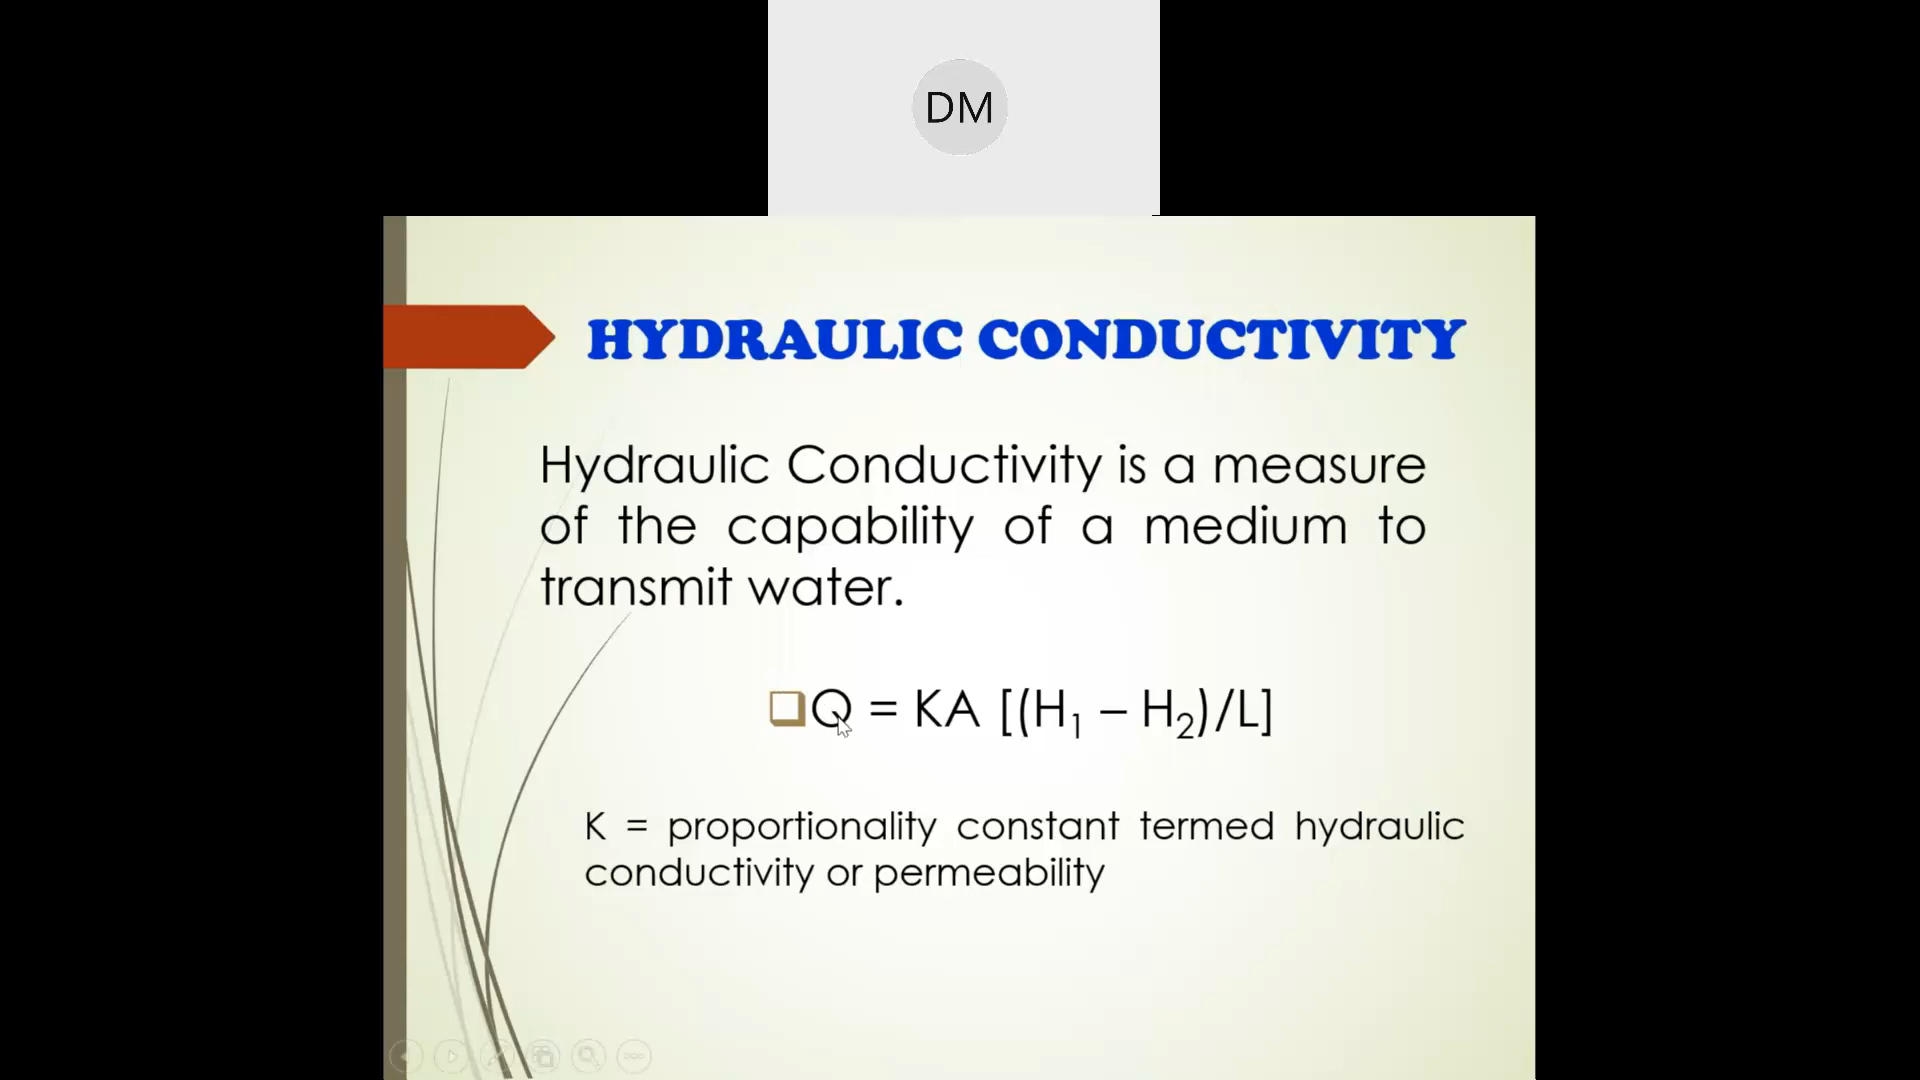 DM
HYDRAULIC CONDUCTIVITY
Hydraulic Conductivity is a measure
of the capability of a medium to
transmit water.
Q = KA [(H₁ – H₂)/L]
K = proportionality constant termed hydraulic
conductivity or permeability